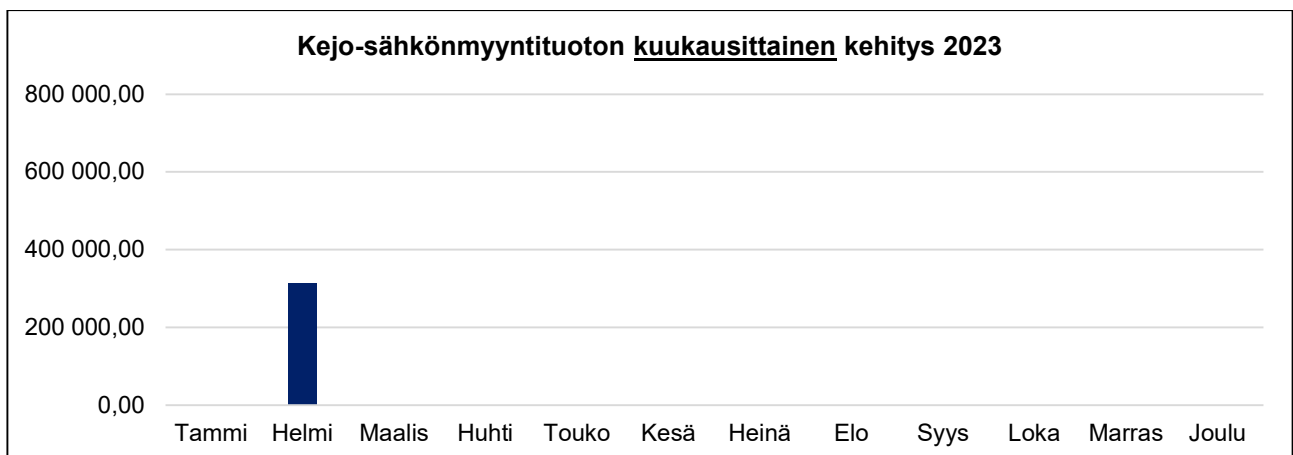 Kejo-sähkönmyyntituoton kuukausittainen kehitys 2023
800 000,00
600 000,00
400 000,00
200 000,00
0,00
Tammi Helmi Maalis Huhti Touko Kesä Heinä Elo Syys Loka Marras Joulu